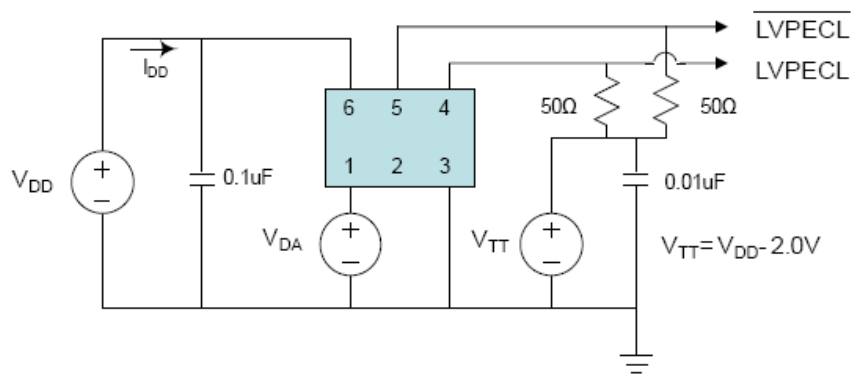 LVPECL
I_DD
LVPECL
6 5 4
50Ω 50Ω
1 2 3
+
−
V_DD
0.1uF
0.01uF
+
−
V_DA
+
−
V_TT
V_TT=V_DD-2.0V